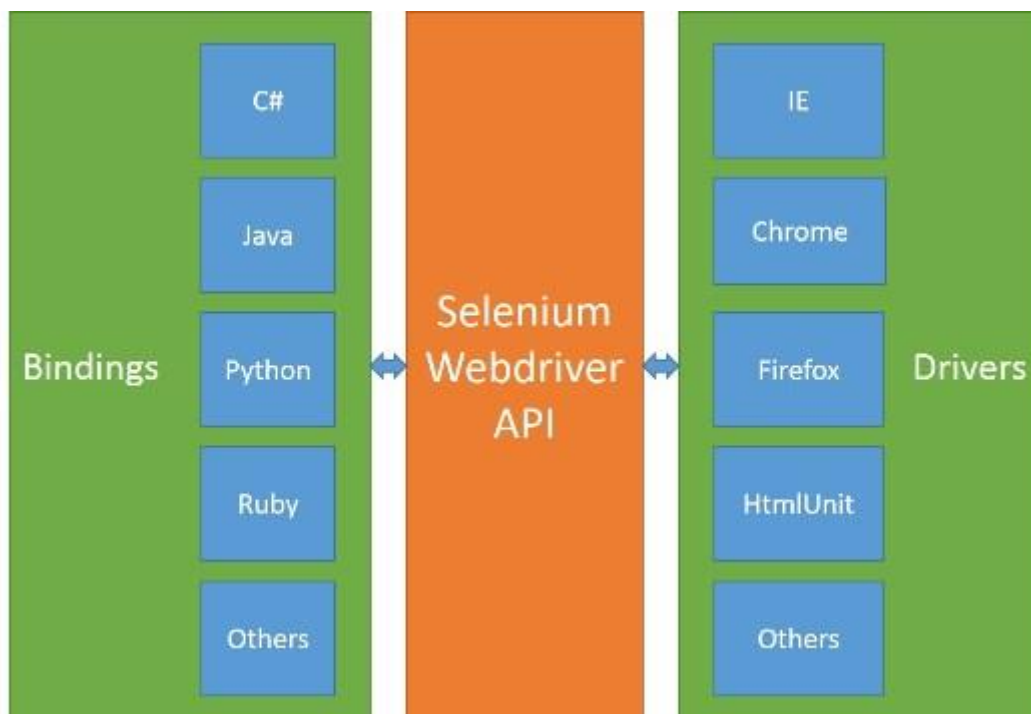 Bindings
C#
Java
Python
Ruby
Others
Selenium
Webdriver
API
IE
Chrome
Firefox
HtmlUnit
Others
Drivers